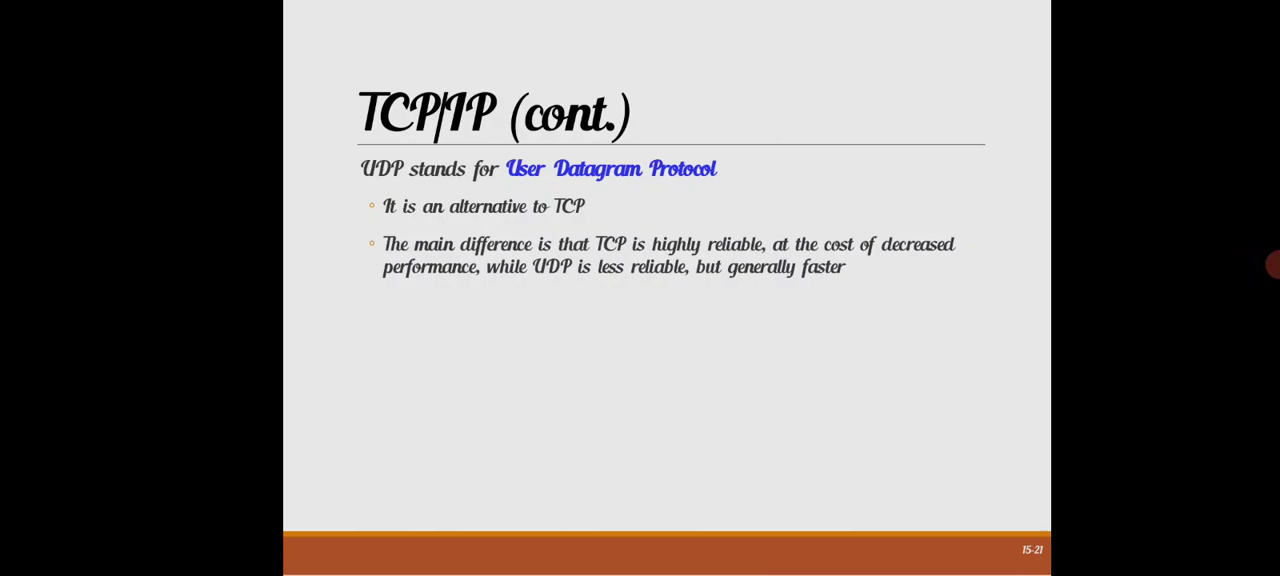 TCP/IP (cont.)
UDP stands for User Datagram Protocol
◦ It is an alternative to TCP
◦ The main difference is that TCP is highly reliable, at the cost of decreased
performance, while UDP is less reliable, but generally faster
15-21